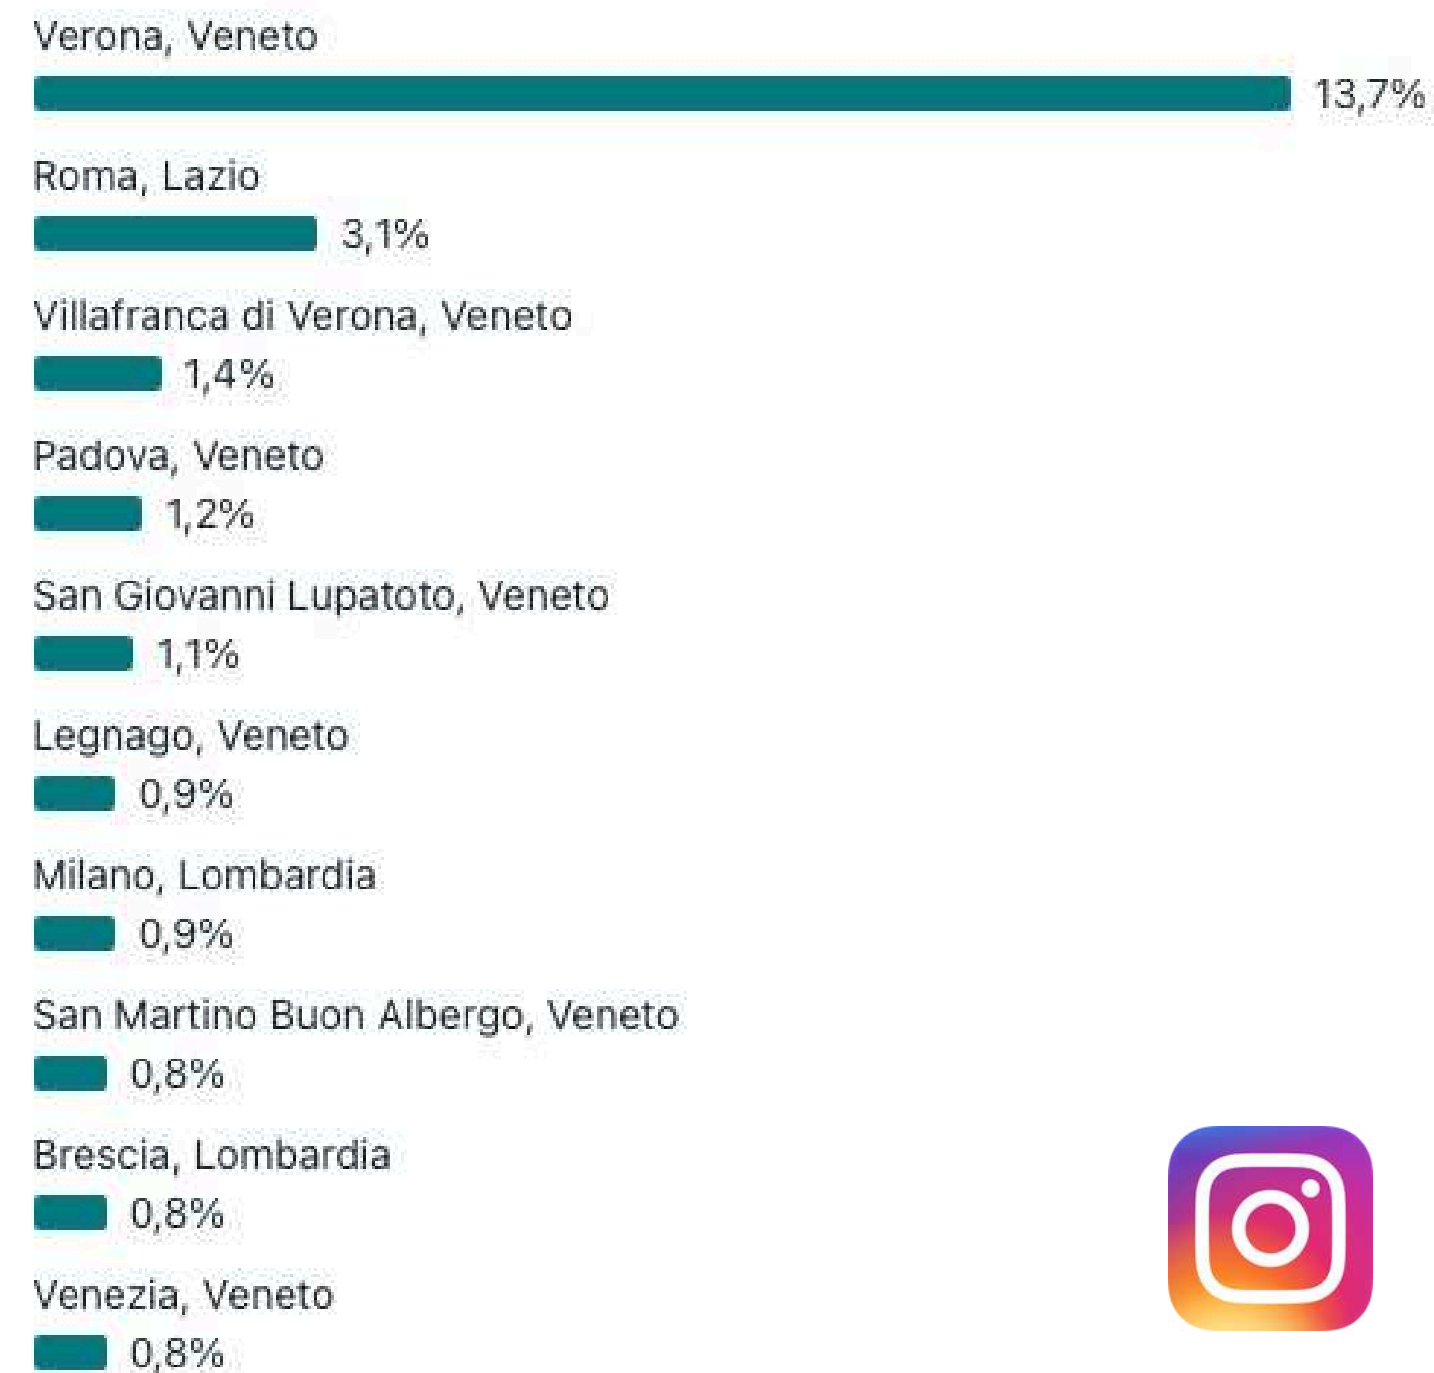 Verona, Veneto
13,7%
Roma, Lazio
3,1%
Villafranca di Verona, Veneto
1,4%
Padova, Veneto
1,2%
San Giovanni Lupatoto, Veneto
1,1%
Legnago, Veneto
0,9%
Milano, Lombardia
0,9%
San Martino Buon Albergo, Veneto
0,8%
Brescia, Lombardia
0,8%
Venezia, Veneto
0,8%